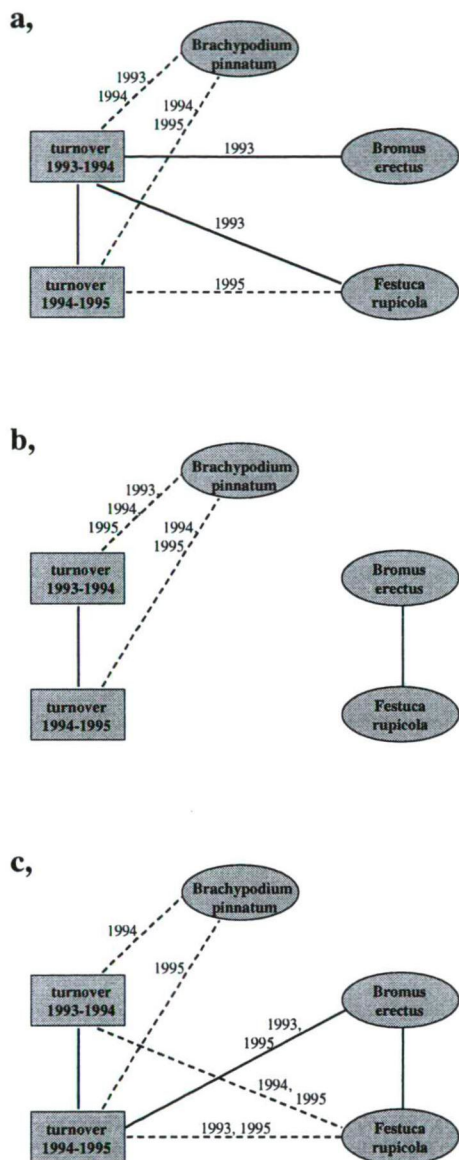 a,
Brachypodium
pinnatum
1993,
1994
1994,
1995
turnover
1993-1994
1993
Bromus
erectus
1993
turnover
1994-1995
1995
Festuca
rupicola
b,
Brachypodium
pinnatum
1993,
1994,
1995
1994,
1995
turnover
1993-1994
Bromus
erectus
turnover
1994-1995
Festuca
rupicola
c,
Brachypodium
pinnatum
1994
1995
turnover
1993-1994
Bromus
erectus
1993,
1995
1994,
1995
turnover
1994-1995
1993, 1995
Festuca
rupicola